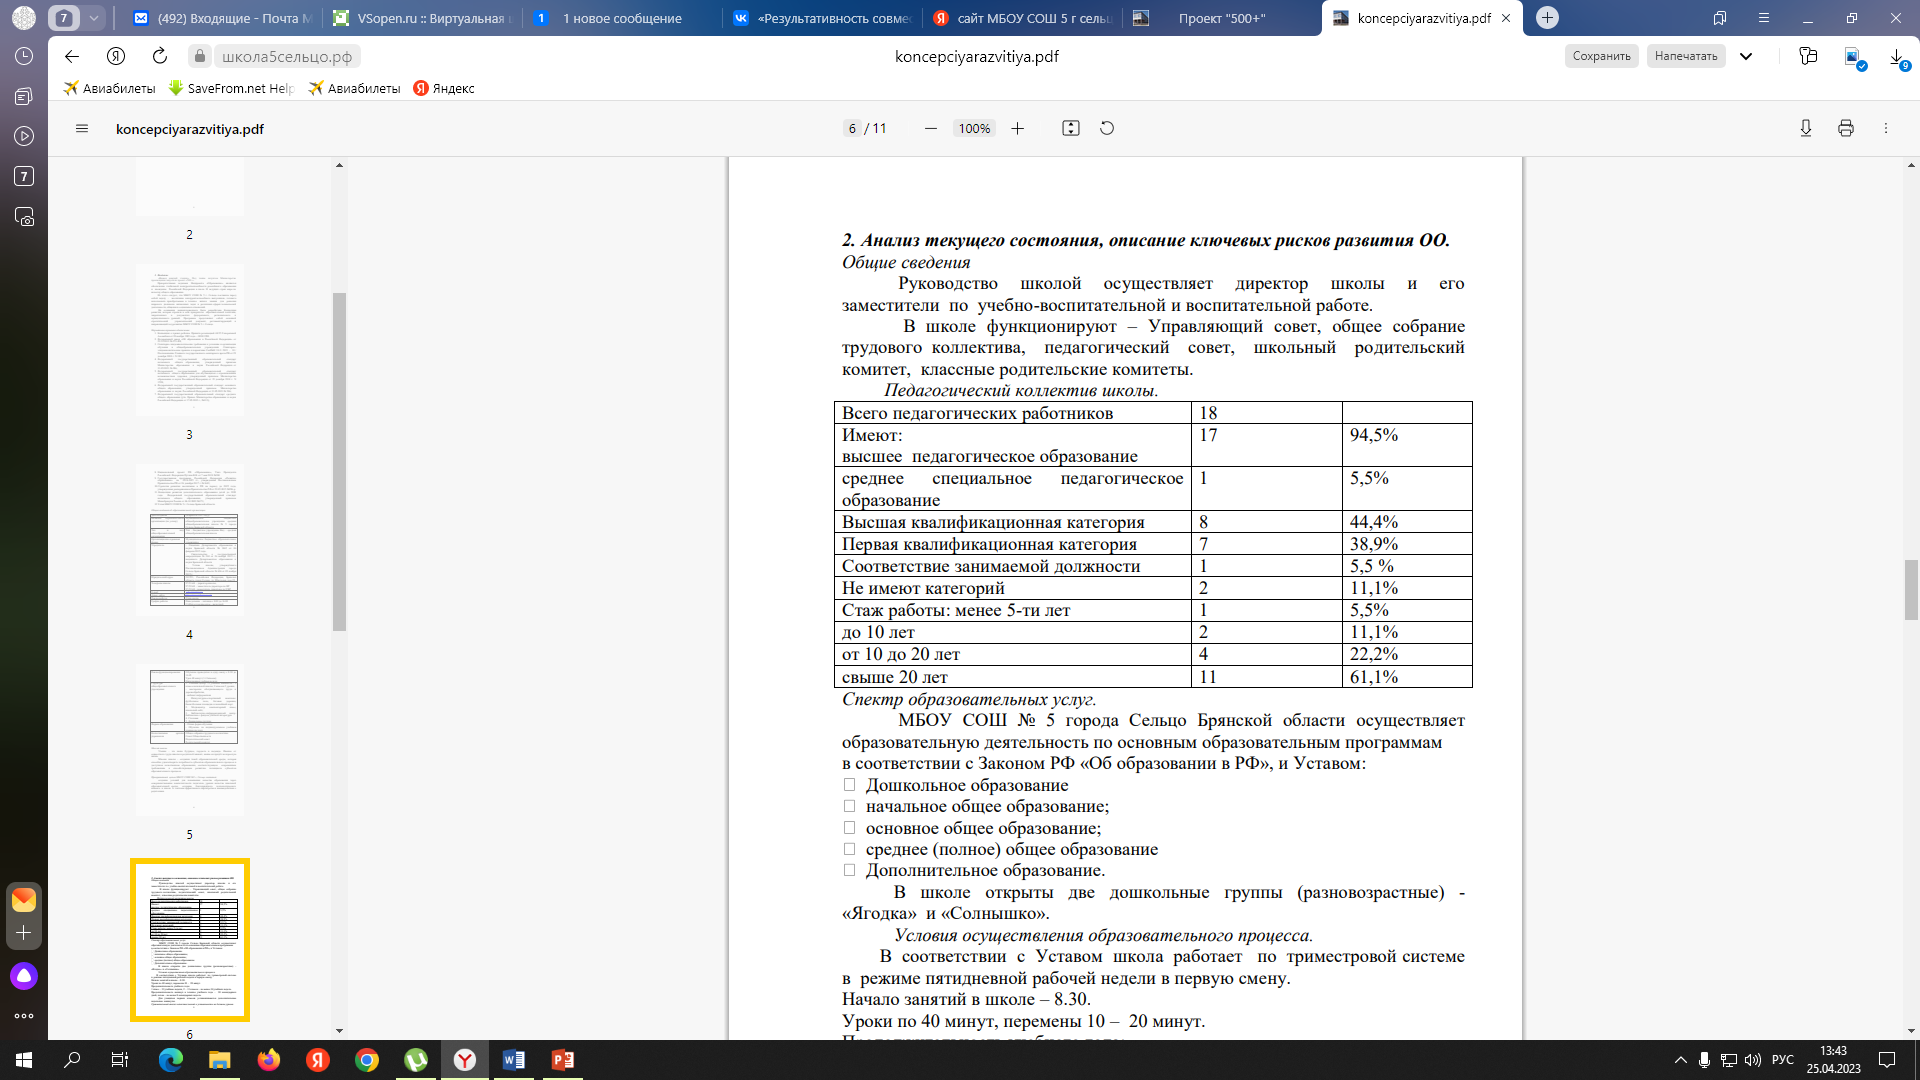 7
(492) Входящие - Почта M
VSopen.ru :: Виртуальная ш
1 новое сообщение
«Результативность совмес
сайт МБОУ СОШ 5 г сельц
Проект "500+"
koncepciyarazvitiya.pdf
школа5сельцо.рф
koncepciyarazvitiya.pdf
Сохранить
Напечатать
9
Авиабилеты
SaveFrom.net Help
Авиабилеты
Яндекс
koncepciyarazvitiya.pdf
6 / 11
100%
7
2
3
4
5
6
2. Анализ текущего состояния, описание ключевых рисков развития ОО.
Общие сведения
Руководство школой осуществляет директор школы и его
заместители по учебно-воспитательной и воспитательной работе.
В школе функционируют – Управляющий совет, общее собрание
трудового коллектива, педагогический совет, школьный родительский
комитет, классные родительские комитеты.
Педагогический коллектив школы.
Всего педагогических работников 18
Имеют: 17 94,5%
высшее педагогическое образование
среднее специальное педагогическое 1 5,5%
образование
Высшая квалификационная категория 8 44,4%
Первая квалификационная категория 7 38,9%
Соответствие занимаемой должности 1 5,5 %
Не имеют категорий 2 11,1%
Стаж работы: менее 5-ти лет 1 5,5%
до 10 лет 2 11,1%
от 10 до 20 лет 4 22,2%
свыше 20 лет 11 61,1%
Спектр образовательных услуг.
МБОУ СОШ № 5 города Сельцо Брянской области осуществляет
образовательную деятельность по основным образовательным программам
в соответствии с Законом РФ «Об образовании в РФ», и Уставом:
Дошкольное образование
начальное общее образование;
основное общее образование;
среднее (полное) общее образование
Дополнительное образование.
В школе открыты две дошкольные группы (разновозрастные) -
«Ягодка» и «Солнышко».
Условия осуществления образовательного процесса.
В соответствии с Уставом школа работает по триместровой системе
в режиме пятидневной рабочей недели в первую смену.
Начало занятий в школе – 8.30.
Уроки по 40 минут, перемены 10 – 20 минут.
РУС
13:43
25.04.2023